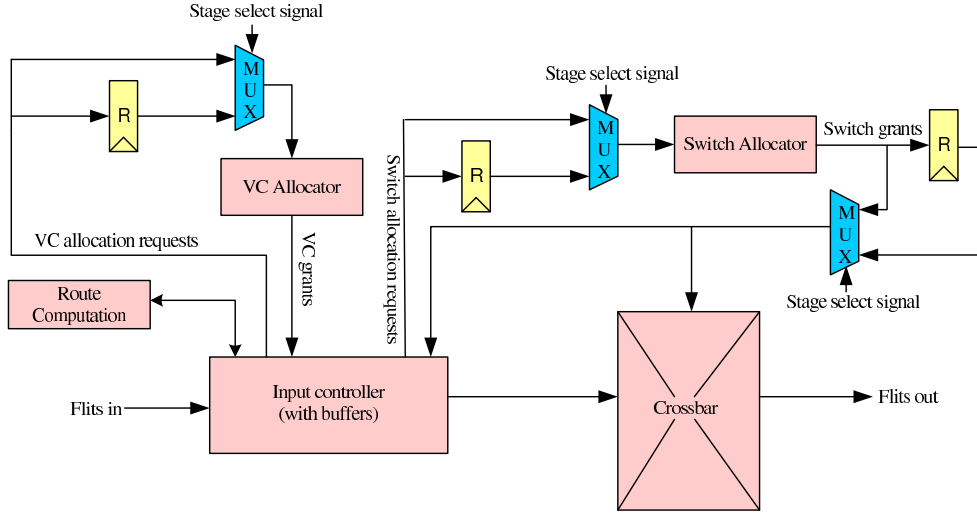 Stage select signal
M
U
X
R
VC Allocator
VC allocation requests
VC grants
Route
Computation
Flits in
Input controller
(with buffers)
Switch allocation requests
Stage select signal
M
U
X
R
Switch Allocator
Switch grants
R
M
U
X
Stage select signal
Crossbar
Flits out